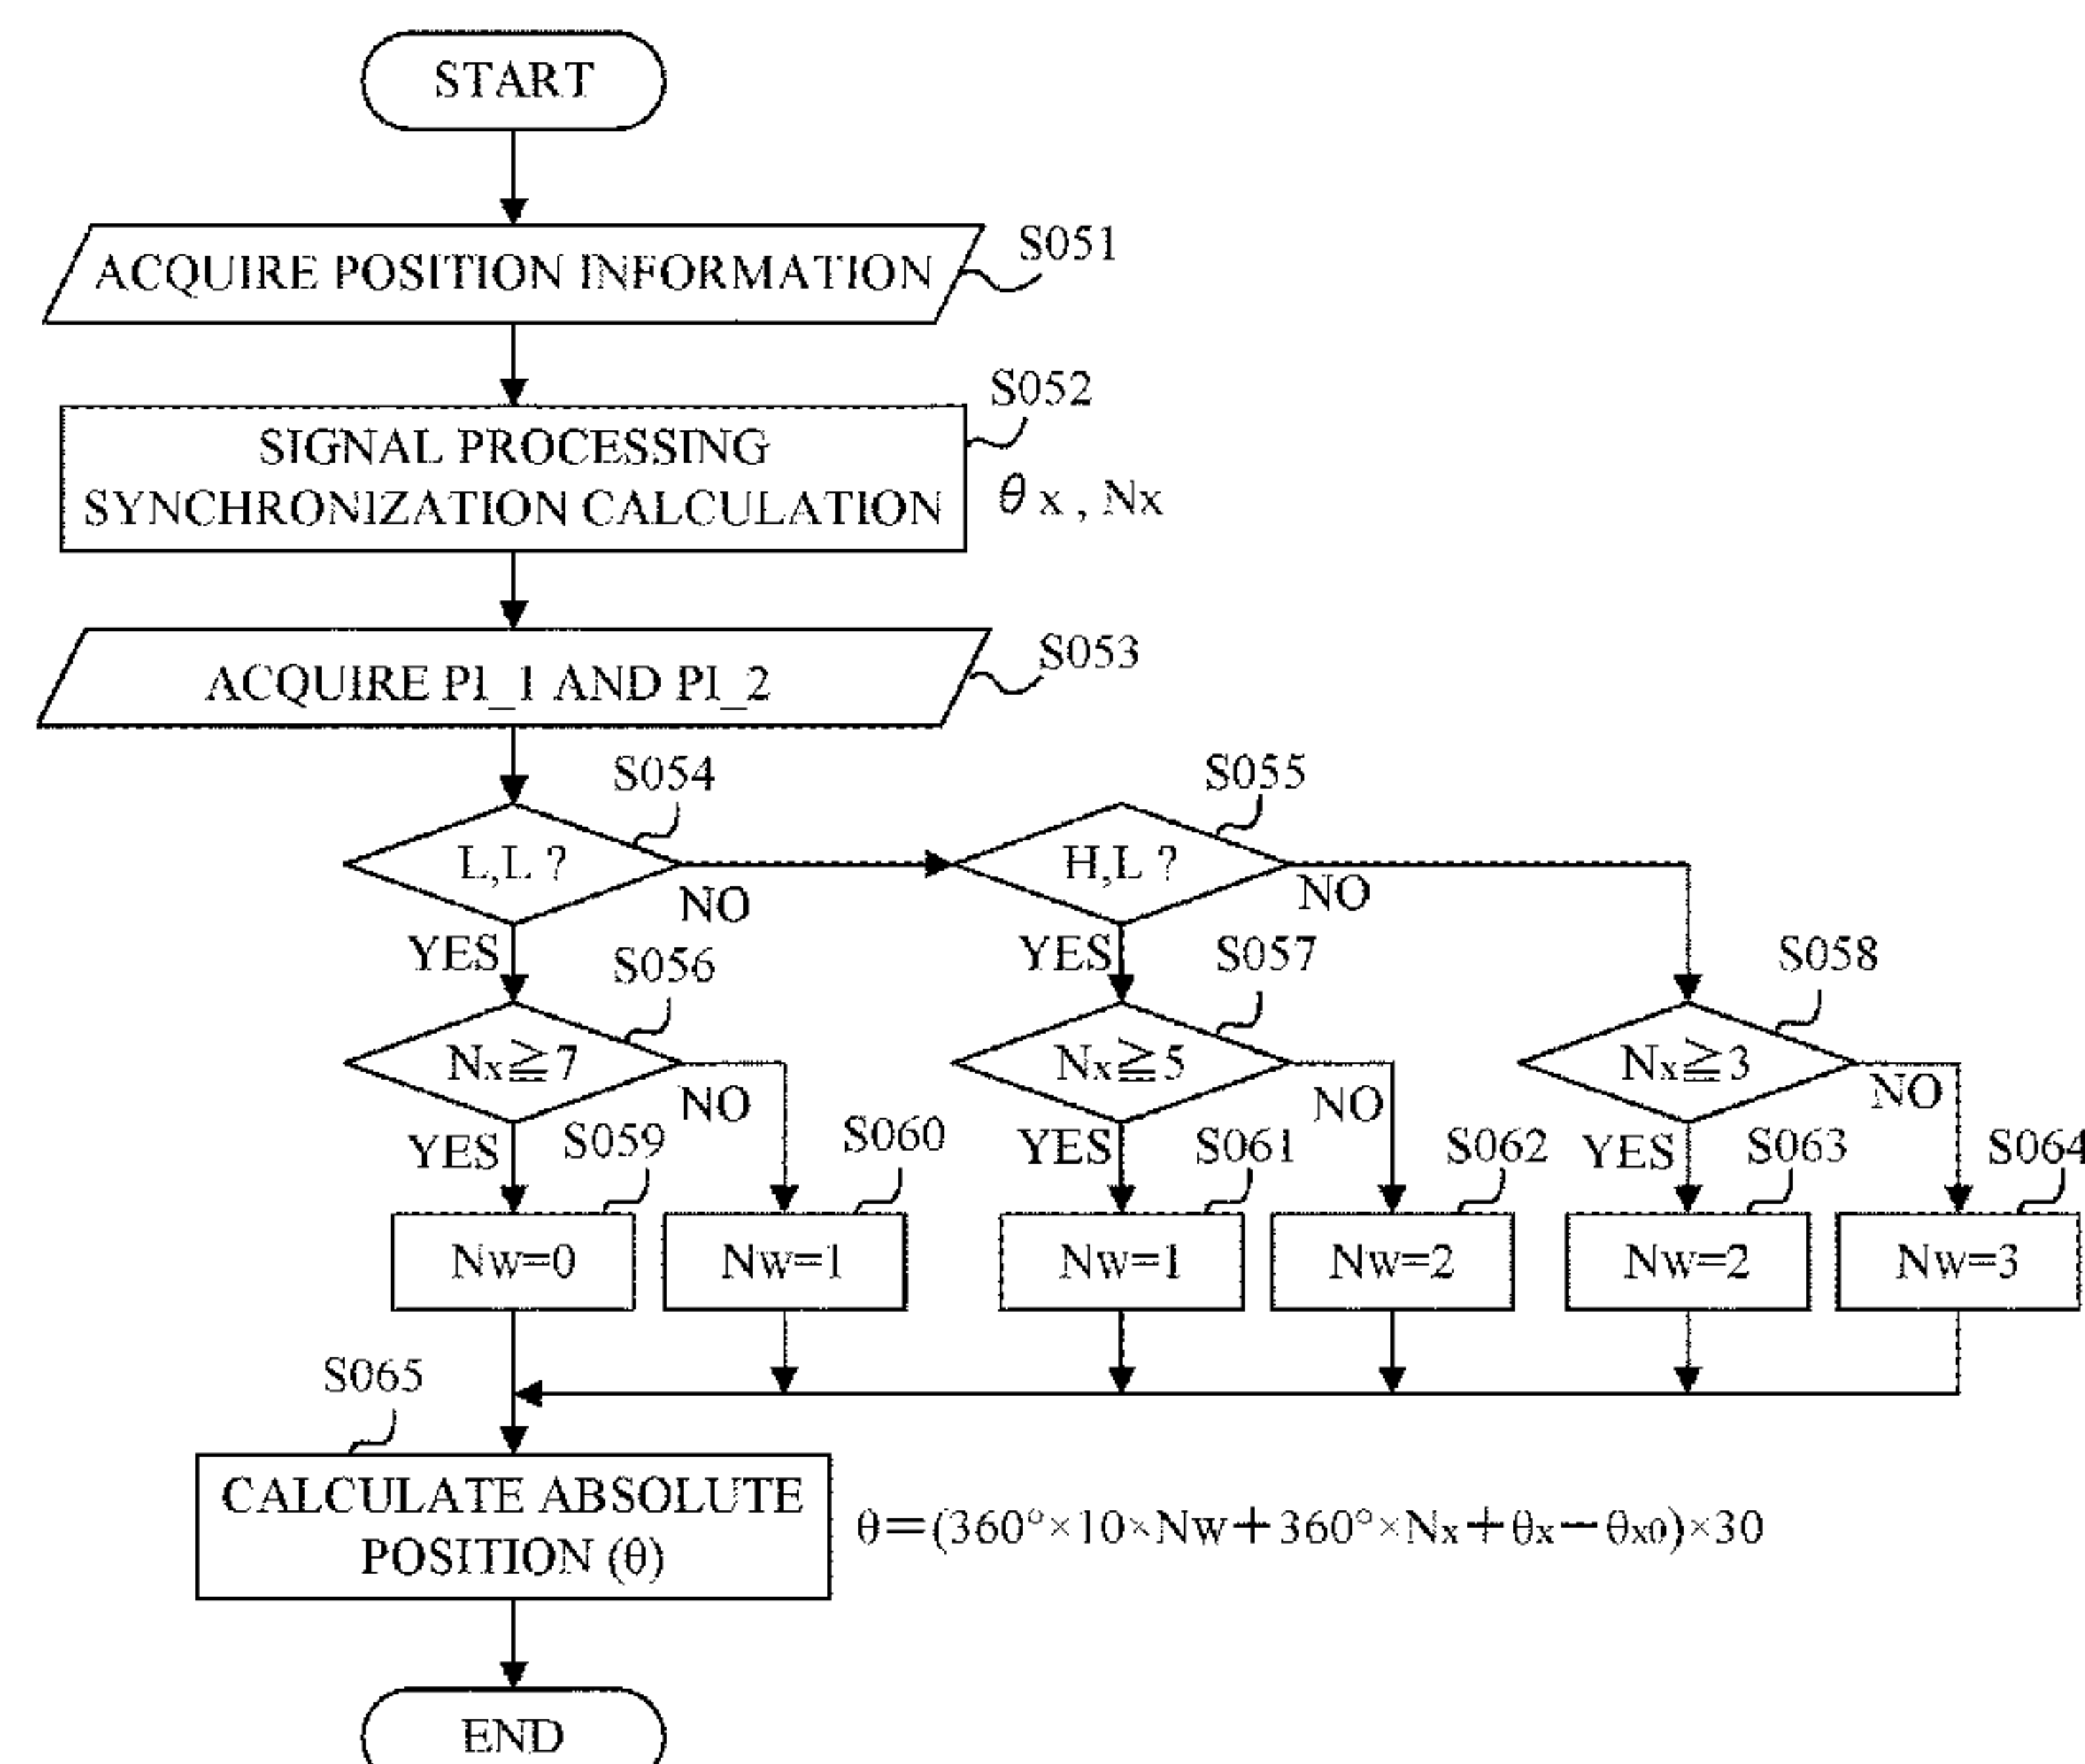 START
ACQUIRE POSITION INFORMATION
S051
S052
SIGNAL PROCESSING
SYNCHRONIZATION CALCULATION
θx , Nx
S053
ACQUIRE PI_1 AND PI_2
S054
S055
L,L ?
NO
H,L ?
NO
YES
S056
YES
S057
S058
Nx≧7
NO
Nx≧5
NO
Nx≧3
NO
YES
S059
S060
YES
S061
S062
YES
S063
S064
Nw=0
Nw=1
Nw=1
Nw=2
Nw=2
Nw=3
S065
CALCULATE ABSOLUTE
POSITION (θ)
θ=(360°×10×Nw+360°×Nx+θx−θx0)×30
END